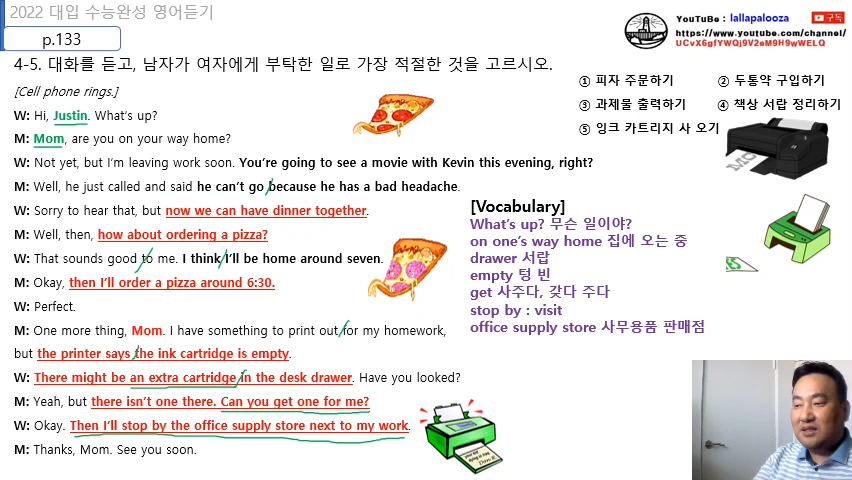 2022 대입 수능완성 영어듣기
p.133
YouTuBe : lallapalooza
구독
https://www.youtube.com/channel/
UCvX6gfYWQj9V2eM9H9wWELQ
4-5. 대화를 듣고, 남자가 여자에게 부탁한 일로 가장 적절한 것을 고르시오.
① 피자 주문하기 ② 두통약 구입하기
③ 과제물 출력하기 ④ 책상 서랍 정리하기
⑤ 잉크 카트리지 사 오기
[Cell phone rings.]
W: Hi, Justin. What's up?
M: Mom, are you on your way home?
W: Not yet, but I'm leaving work soon. You're going to see a movie with Kevin this evening, right?
M: Well, he just called and said he can't go because he has a bad headache.
W: Sorry to hear that, but now we can have dinner together.
M: Well, then, how about ordering a pizza?
W: That sounds good to me. I think I'll be home around seven.
M: Okay, then I'll order a pizza around 6:30.
W: Perfect.
M: One more thing, Mom. I have something to print out for my homework,
but the printer says the ink cartridge is empty.
W: There might be an extra cartridge in the desk drawer. Have you looked?
M: Yeah, but there isn't one there. Can you get one for me?
W: Okay. Then I'll stop by the office supply store next to my work.
M: Thanks, Mom. See you soon.
[Vocabulary]
What's up? 무슨 일이야?
on one's way home 집에 오는 중
drawer 서랍
empty 텅 빈
get 사주다, 갖다 주다
stop by : visit
office supply store 사무용품 판매점